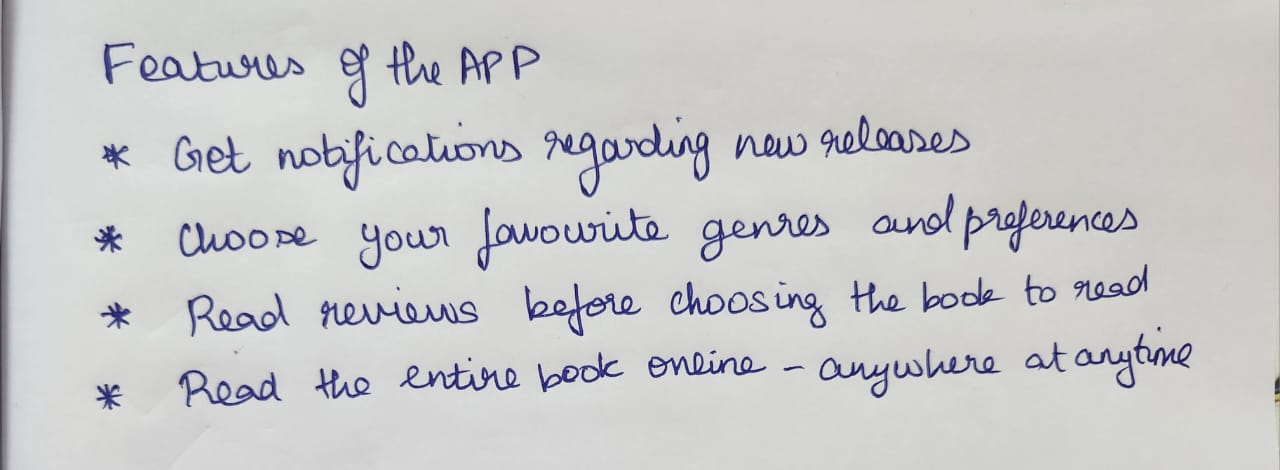 Features of the APP
* Get notifications regarding new releases
* Choose your favourite genres and preferences
* Read reviews before choosing the book to read
* Read the entire book online - anywhere at anytime